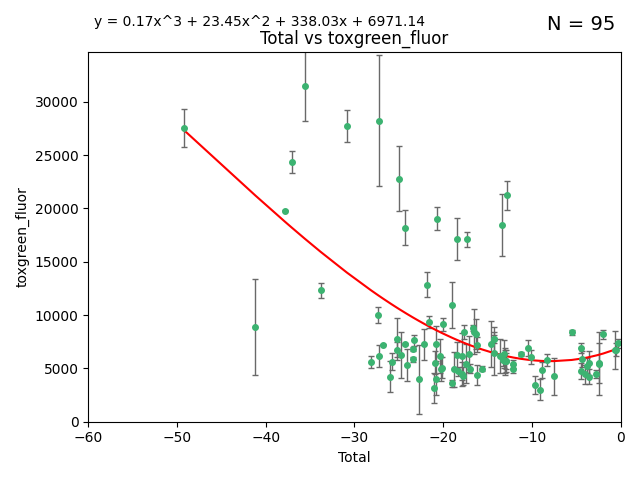 y = 0.17x^3 + 23.45x^2 + 338.03x + 6971.14
N = 95
Total vs toxgreen_fluor
30000
25000
20000
15000
10000
5000
0
toxgreen_fluor
−60 −50 −40 −30 −20 −10 0
Total